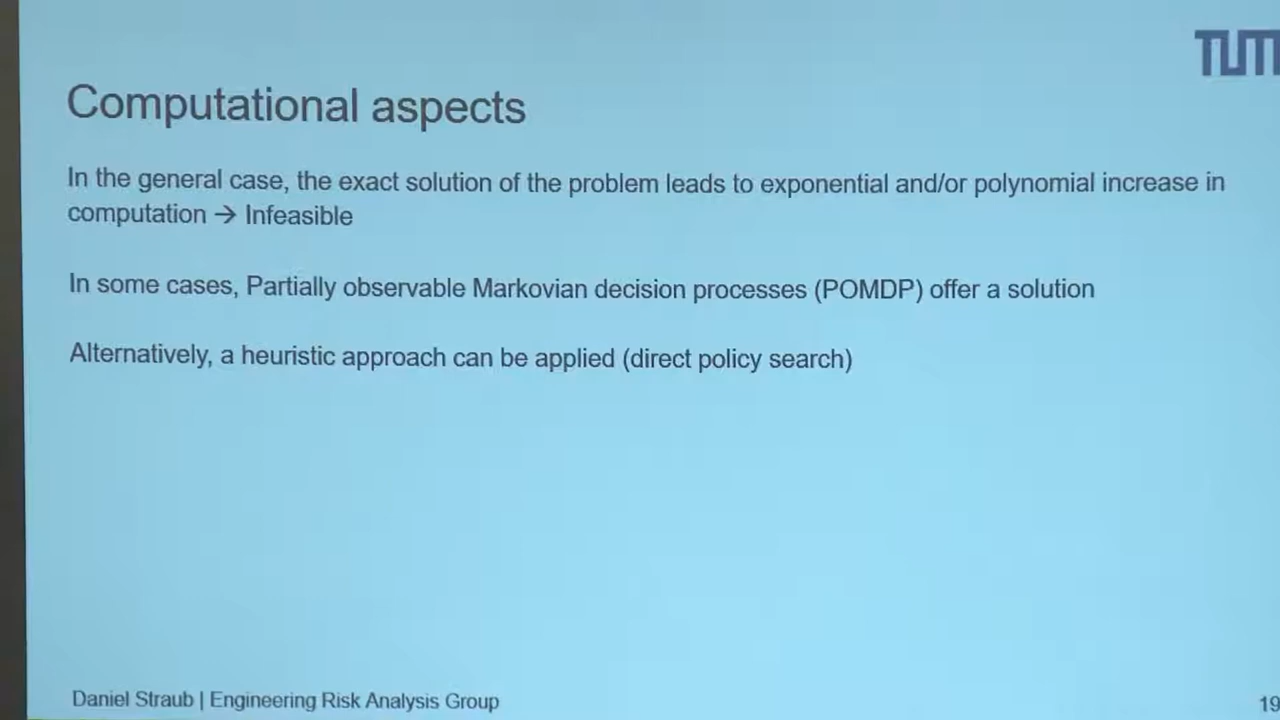 TUM
Computational aspects
In the general case, the exact solution of the problem leads to exponential and/or polynomial increase in
computation → Infeasible
In some cases, Partially observable Markovian decision processes (POMDP) offer a solution
Alternatively, a heuristic approach can be applied (direct policy search)
Daniel Straub | Engineering Risk Analysis Group
19